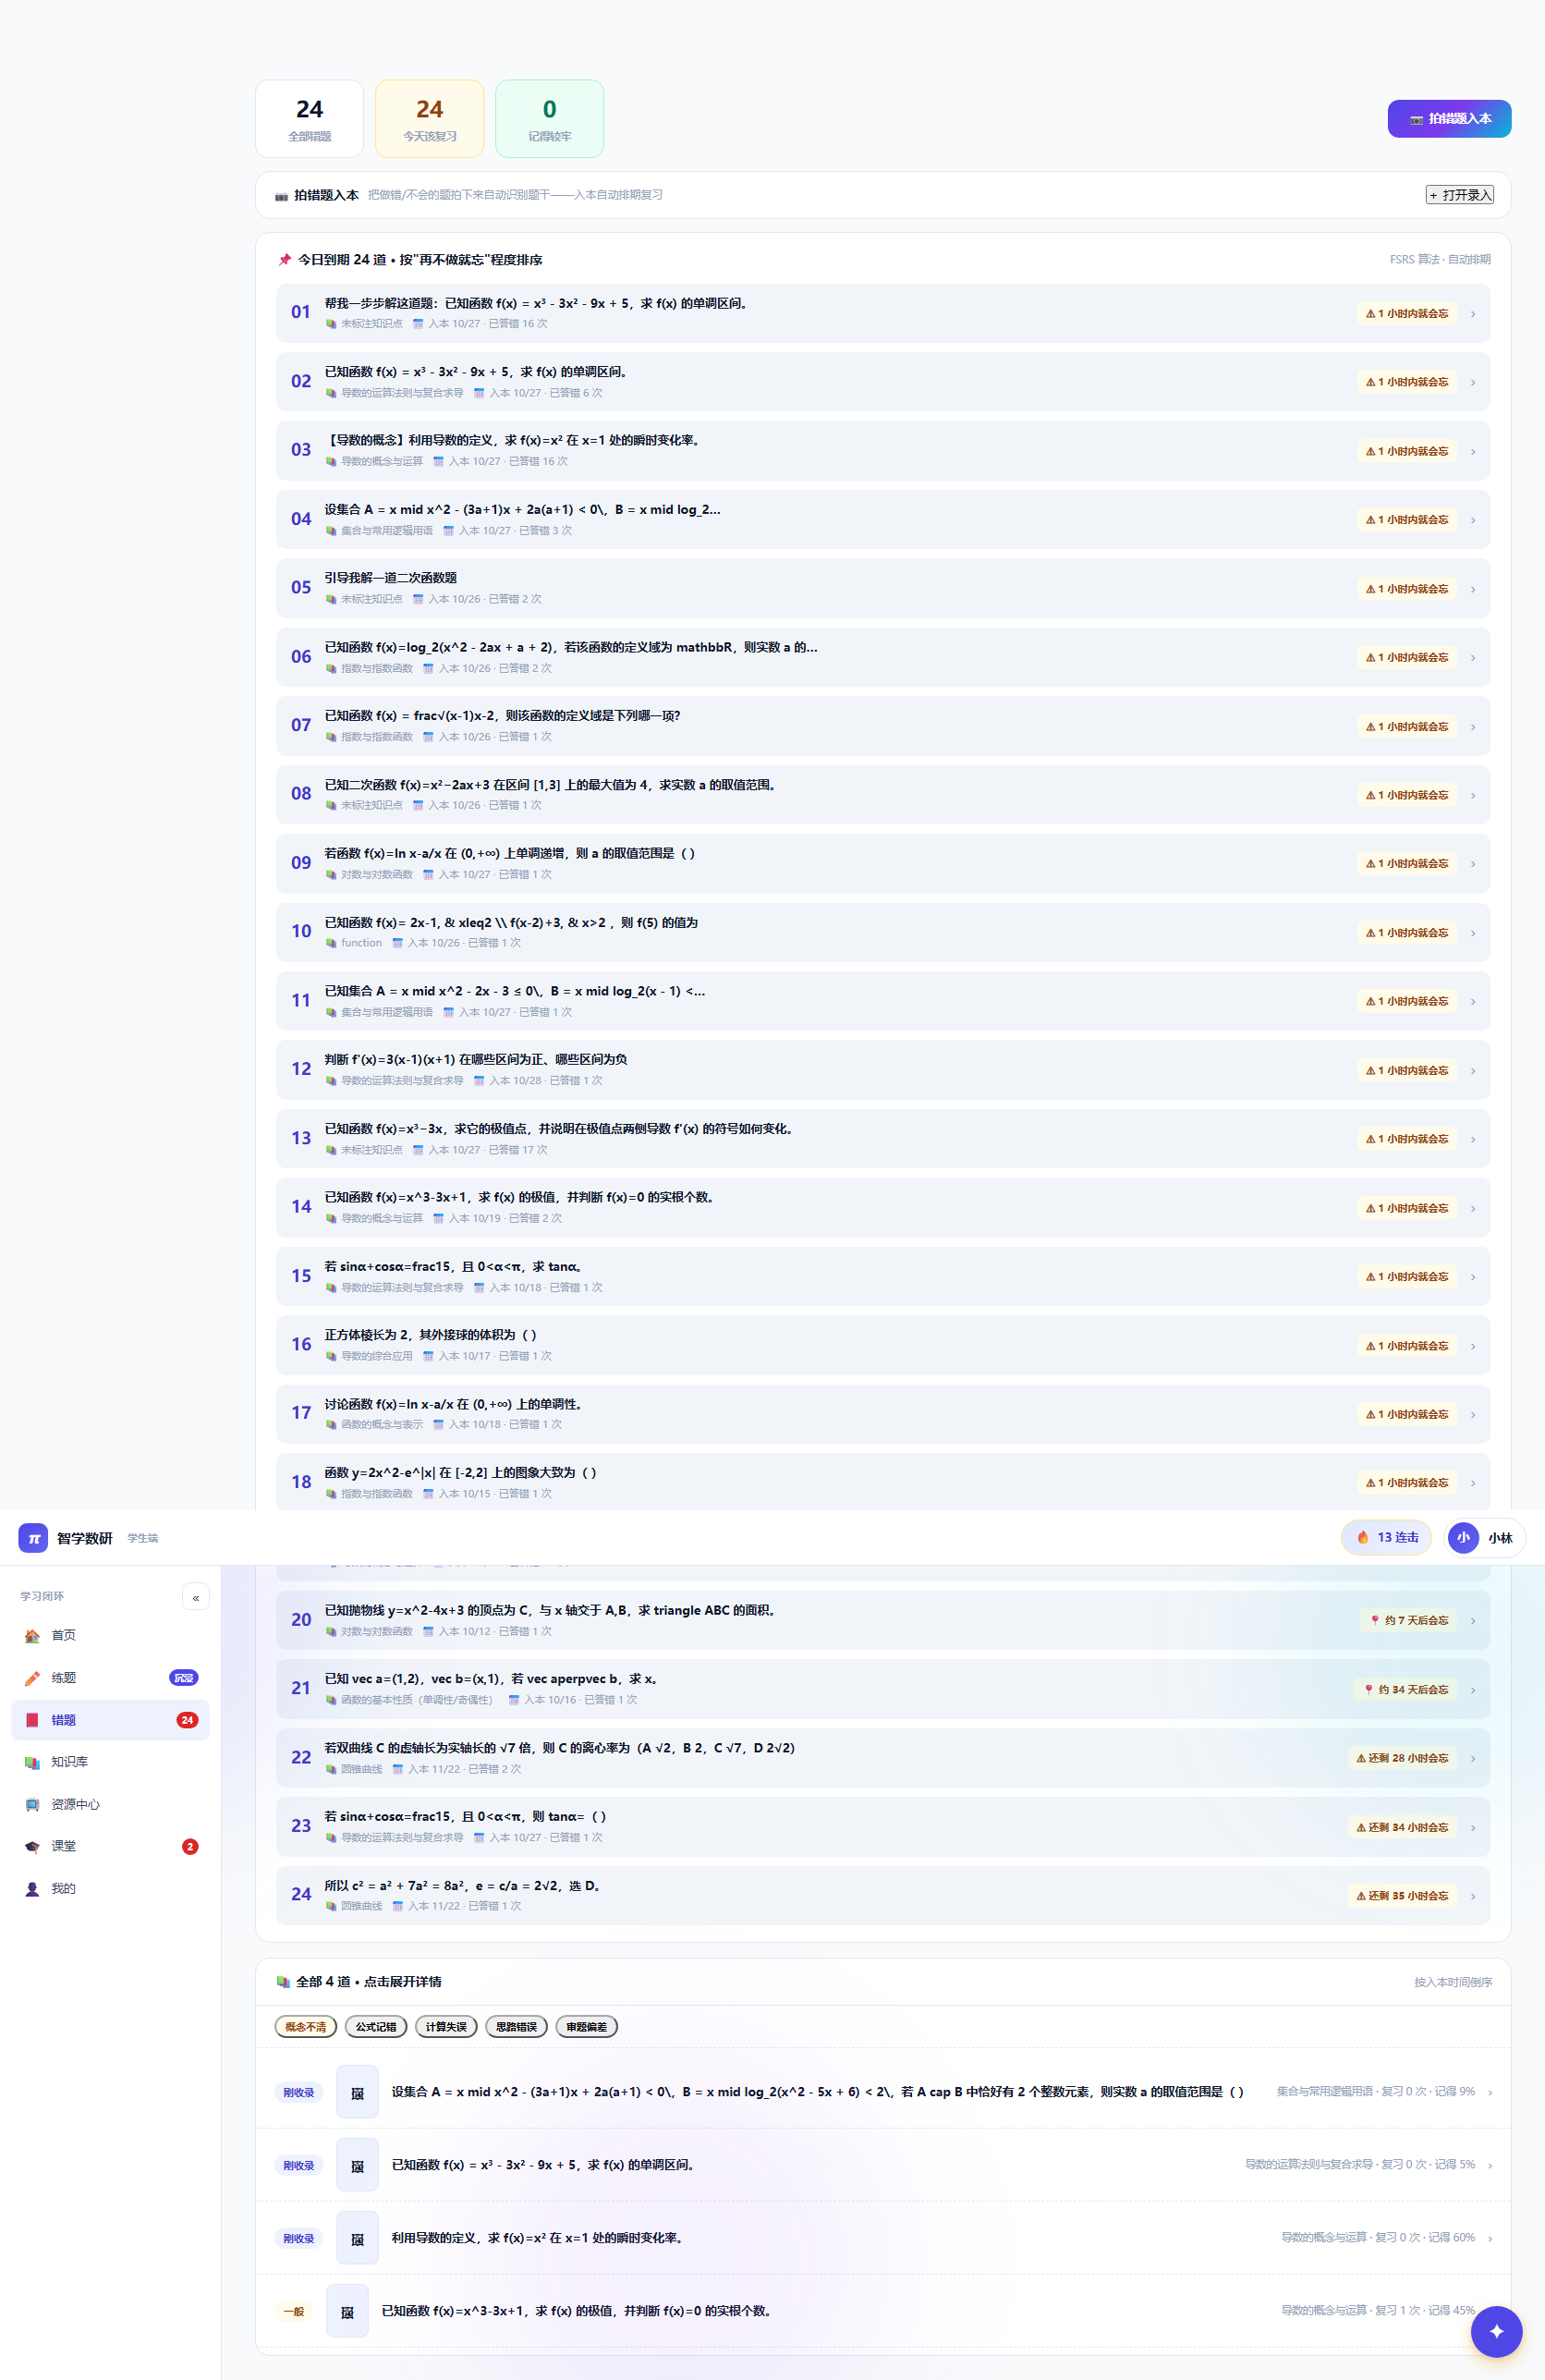 24
全部错题
24
今天该复习
0
记得较牢
拍错题入本
拍错题入本 把做错/不会的题拍下来自动识别题干——入本自动排期复习
+ 打开录入
今日到期 24 道 • 按"再不做就忘"程度排序
FSRS 算法 · 自动排期
01 帮我一步步解这道题：已知函数 f(x) = x³ - 3x² - 9x + 5，求 f(x) 的单调区间。
未标注知识点 入本 10/27 · 已答错 16 次
⚠ 1 小时内就会忘 ›
02 已知函数 f(x) = x³ - 3x² - 9x + 5，求 f(x) 的单调区间。
导数的运算法则与复合求导 入本 10/27 · 已答错 6 次
⚠ 1 小时内就会忘 ›
03 【导数的概念】利用导数的定义，求 f(x)=x² 在 x=1 处的瞬时变化率。
导数的概念与运算 入本 10/27 · 已答错 16 次
⚠ 1 小时内就会忘 ›
04 设集合 A = x mid x^2 - (3a+1)x + 2a(a+1) < 0\，B = x mid log_2...
集合与常用逻辑用语 入本 10/27 · 已答错 3 次
⚠ 1 小时内就会忘 ›
05 引导我解一道二次函数题
未标注知识点 入本 10/26 · 已答错 2 次
⚠ 1 小时内就会忘 ›
06 已知函数 f(x)=log_2(x^2 - 2ax + a + 2)，若该函数的定义域为 mathbbR，则实数 a 的...
指数与指数函数 入本 10/26 · 已答错 2 次
⚠ 1 小时内就会忘 ›
07 已知函数 f(x) = frac√(x-1)x-2，则该函数的定义域是下列哪一项?
指数与指数函数 入本 10/26 · 已答错 1 次
⚠ 1 小时内就会忘 ›
08 已知二次函数 f(x)=x²−2ax+3 在区间 [1,3] 上的最大值为 4，求实数 a 的取值范围。
未标注知识点 入本 10/26 · 已答错 1 次
⚠ 1 小时内就会忘 ›
09 若函数 f(x)=ln x-a/x 在 (0,+∞) 上单调递增，则 a 的取值范围是（ ）
对数与对数函数 入本 10/27 · 已答错 1 次
⚠ 1 小时内就会忘 ›
10 已知函数 f(x)= 2x-1, & xleq2 \\ f(x-2)+3, & x>2 ，则 f(5) 的值为
function 入本 10/26 · 已答错 1 次
⚠ 1 小时内就会忘 ›
11 已知集合 A = x mid x^2 - 2x - 3 ≤ 0\，B = x mid log_2(x - 1) <...
集合与常用逻辑用语 入本 10/27 · 已答错 1 次
⚠ 1 小时内就会忘 ›
12 判断 f'(x)=3(x-1)(x+1) 在哪些区间为正、哪些区间为负
导数的运算法则与复合求导 入本 10/28 · 已答错 1 次
⚠ 1 小时内就会忘 ›
13 已知函数 f(x)=x³−3x，求它的极值点，并说明在极值点两侧导数 f'(x) 的符号如何变化。
未标注知识点 入本 10/27 · 已答错 17 次
⚠ 1 小时内就会忘 ›
14 已知函数 f(x)=x^3-3x+1，求 f(x) 的极值，并判断 f(x)=0 的实根个数。
导数的概念与运算 入本 10/19 · 已答错 2 次
⚠ 1 小时内就会忘 ›
15 若 sinα+cosα=frac15，且 0<α<π，求 tanα。
导数的运算法则与复合求导 入本 10/18 · 已答错 1 次
⚠ 1 小时内就会忘 ›
16 正方体棱长为 2，其外接球的体积为（ ）
导数的综合应用 入本 10/17 · 已答错 1 次
⚠ 1 小时内就会忘 ›
17 讨论函数 f(x)=ln x-a/x 在 (0,+∞) 上的单调性。
函数的概念与表示 入本 10/18 · 已答错 1 次
⚠ 1 小时内就会忘 ›
18 函数 y=2x^2-e^|x| 在 [-2,2] 上的图象大致为（ ）
指数与指数函数 入本 10/15 · 已答错 1 次
⚠ 1 小时内就会忘 ›
π 智学数研 学生端
13 连击
小 小林
学习闭环 «
首页
练题 沉浸
错题 24
知识库
资源中心
课堂 2
我的
20 已知抛物线 y=x^2-4x+3 的顶点为 C，与 x 轴交于 A,B，求 triangle ABC 的面积。
对数与对数函数 入本 10/12 · 已答错 1 次
约 7 天后会忘 ›
21 已知 vec a=(1,2)，vec b=(x,1)，若 vec aperpvec b，求 x。
函数的基本性质（单调性/奇偶性） 入本 10/16 · 已答错 1 次
约 34 天后会忘 ›
22 若双曲线 C 的虚轴长为实轴长的 √7 倍，则 C 的离心率为（A √2，B 2，C √7，D 2√2）
圆锥曲线 入本 11/22 · 已答错 2 次
⚠ 还剩 28 小时会忘 ›
23 若 sinα+cosα=frac15，且 0<α<π，则 tanα=（ ）
导数的运算法则与复合求导 入本 10/27 · 已答错 1 次
⚠ 还剩 34 小时会忘 ›
24 所以 c² = a² + 7a² = 8a²，e = c/a = 2√2，选 D。
圆锥曲线 入本 11/22 · 已答错 1 次
⚠ 还剩 35 小时会忘 ›
全部 4 道 • 点击展开详情
按入本时间倒序
概念不清 公式记错 计算失误 思路错误 审题偏差
刚收录 设集合 A = x mid x^2 - (3a+1)x + 2a(a+1) < 0\，B = x mid log_2(x^2 - 5x + 6) < 2\，若 A cap B 中恰好有 2 个整数元素，则实数 a 的取值范围是（ ） 集合与常用逻辑用语 · 复习 0 次 · 记得 9% ›
刚收录 已知函数 f(x) = x³ - 3x² - 9x + 5，求 f(x) 的单调区间。 导数的运算法则与复合求导 · 复习 0 次 · 记得 5% ›
刚收录 利用导数的定义，求 f(x)=x² 在 x=1 处的瞬时变化率。 导数的概念与运算 · 复习 0 次 · 记得 60% ›
一般 已知函数 f(x)=x^3-3x+1，求 f(x) 的极值，并判断 f(x)=0 的实根个数。 导数的概念与运算 · 复习 1 次 · 记得 45%